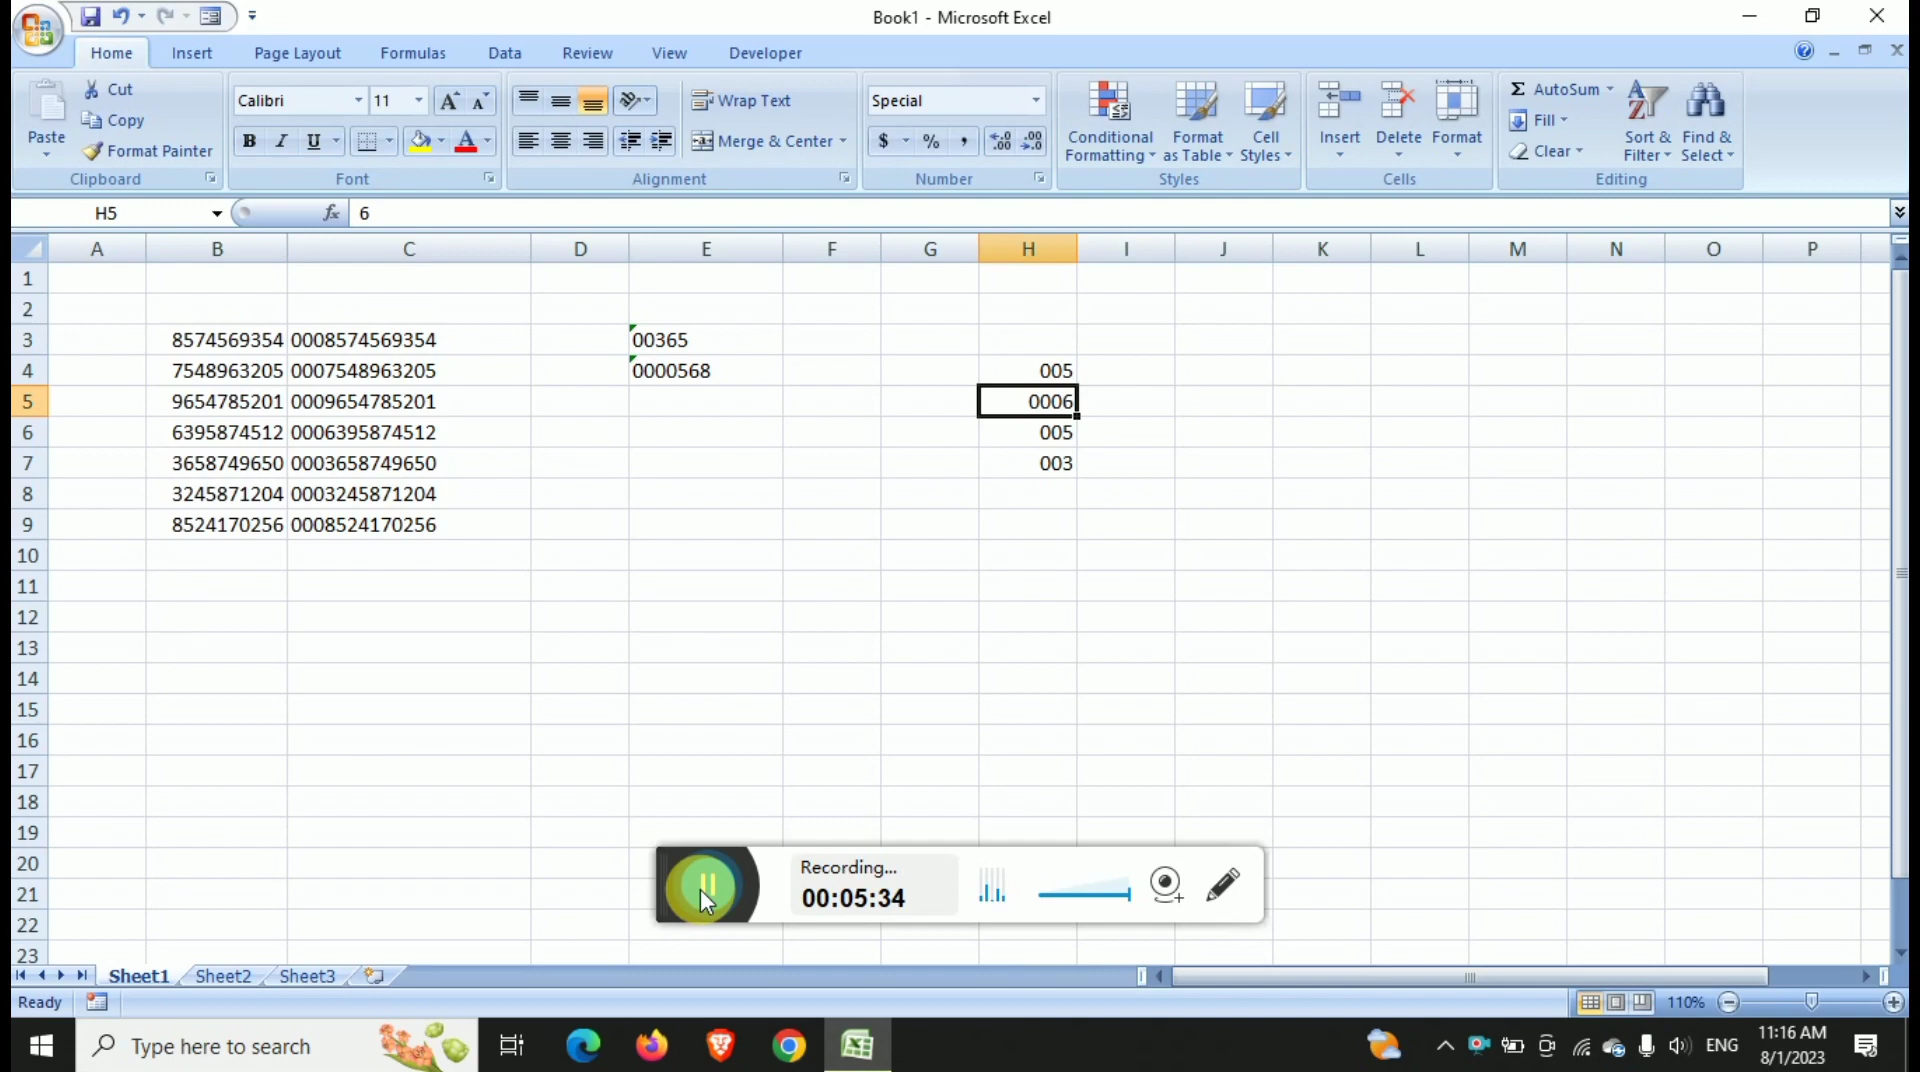 Book1 - Microsoft Excel
Home Insert Page Layout Formulas Data Review View Developer
Paste
Cut
Copy
Format Painter
Clipboard
Calibri 11
B I U
Font
Wrap Text
Merge & Center
Alignment
Special
$ % ,
Number
Conditional Formatting
Format as Table
Cell Styles
Styles
Insert Delete Format
Cells
Σ AutoSum
Fill
Clear
Sort & Filter
Find & Select
Editing
H5 fx 6
A B C D E F G H I J K L M N O P
1
2
3 8574569354 0008574569354 00365
4 7548963205 0007548963205 0000568 005
5 9654785201 0009654785201 0006
6 6395874512 0006395874512 005
7 3658749650 0003658749650 003
8 3245871204 0003245871204
9 8524170256 0008524170256
10
11
12
13
14
15
16
17
18
19
20
21
22
23
Recording...
00:05:34
Sheet1 Sheet2 Sheet3
Ready 110%
Type here to search
ENG
11:16 AM
8/1/2023